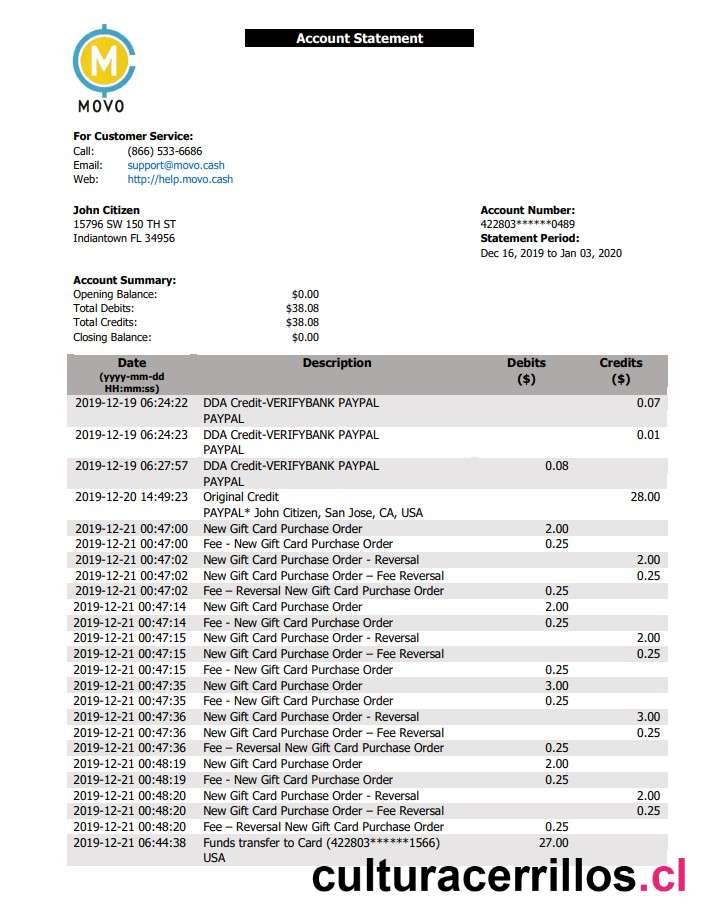 Account Statement
M
MOVO
For Customer Service:
Call: (866) 533-6686
Email: support@movo.cash
Web: http://help.movo.cash
John Citizen
15796 SW 150 TH ST
Indiantown FL 34956
Account Number:
422803******0489
Statement Period:
Dec 16, 2019 to Jan 03, 2020
Account Summary:
Opening Balance: $0.00
Total Debits: $38.08
Total Credits: $38.08
Closing Balance: $0.00
Date Description Debits Credits
(yyyy-mm-dd ($) ($)
HH:mm:ss)
2019-12-19 06:24:22 DDA Credit-VERIFYBANK PAYPAL 0.07
PAYPAL
2019-12-19 06:24:23 DDA Credit-VERIFYBANK PAYPAL 0.01
PAYPAL
2019-12-19 06:27:57 DDA Credit-VERIFYBANK PAYPAL 0.08
PAYPAL
2019-12-20 14:49:23 Original Credit 28.00
PAYPAL* John Citizen, San Jose, CA, USA
2019-12-21 00:47:00 New Gift Card Purchase Order 2.00
2019-12-21 00:47:00 Fee - New Gift Card Purchase Order 0.25
2019-12-21 00:47:02 New Gift Card Purchase Order - Reversal 2.00
2019-12-21 00:47:02 New Gift Card Purchase Order – Fee Reversal 0.25
2019-12-21 00:47:02 Fee – Reversal New Gift Card Purchase Order 0.25
2019-12-21 00:47:14 New Gift Card Purchase Order 2.00
2019-12-21 00:47:14 Fee - New Gift Card Purchase Order 0.25
2019-12-21 00:47:15 New Gift Card Purchase Order - Reversal 2.00
2019-12-21 00:47:15 New Gift Card Purchase Order – Fee Reversal 0.25
2019-12-21 00:47:15 Fee - New Gift Card Purchase Order 0.25
2019-12-21 00:47:35 New Gift Card Purchase Order 3.00
2019-12-21 00:47:35 Fee - New Gift Card Purchase Order 0.25
2019-12-21 00:47:36 New Gift Card Purchase Order - Reversal 3.00
2019-12-21 00:47:36 New Gift Card Purchase Order – Fee Reversal 0.25
2019-12-21 00:47:36 Fee – Reversal New Gift Card Purchase Order 0.25
2019-12-21 00:48:19 New Gift Card Purchase Order 2.00
2019-12-21 00:48:19 Fee - New Gift Card Purchase Order 0.25
2019-12-21 00:48:20 New Gift Card Purchase Order - Reversal 2.00
2019-12-21 00:48:20 New Gift Card Purchase Order – Fee Reversal 0.25
2019-12-21 00:48:20 Fee – Reversal New Gift Card Purchase Order 0.25
2019-12-21 06:44:38 Funds transfer to Card (422803******1566) 27.00
USA
culturacerrillos.cl